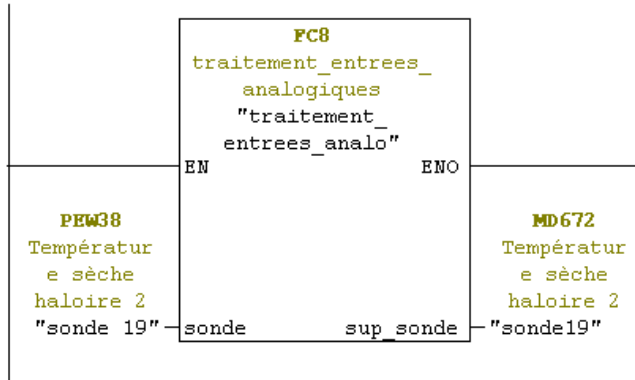 FC8
traitement_entrees_
analogiques
"traitement_
entrees_analo"
EN
ENO
PEW38
Températur
e sèche
haloire 2
"sonde 19"
sonde
sup_sonde
MD672
Températur
e sèche
haloire 2
"sonde19"